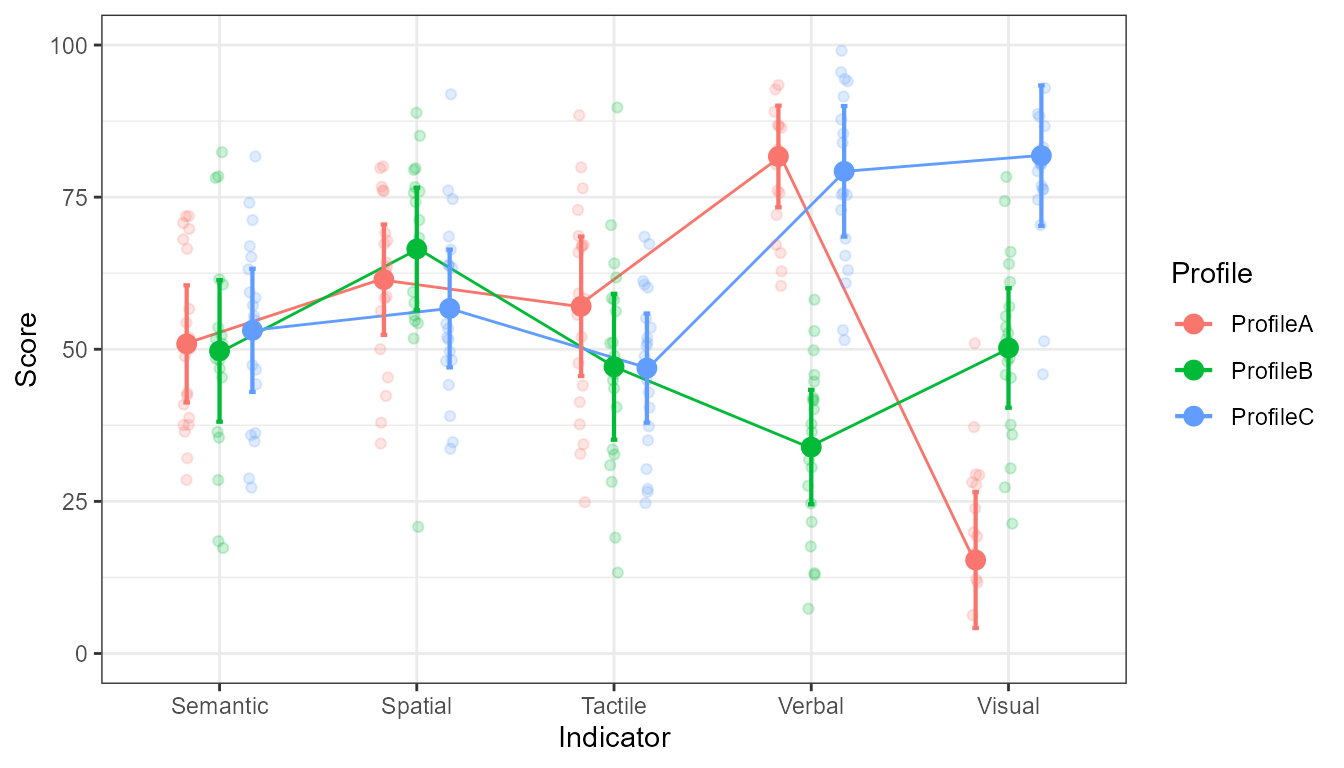 100
75
50
25
0
Score
Semantic
Spatial
Tactile
Verbal
Visual
Indicator
Profile
ProfileA
ProfileB
ProfileC